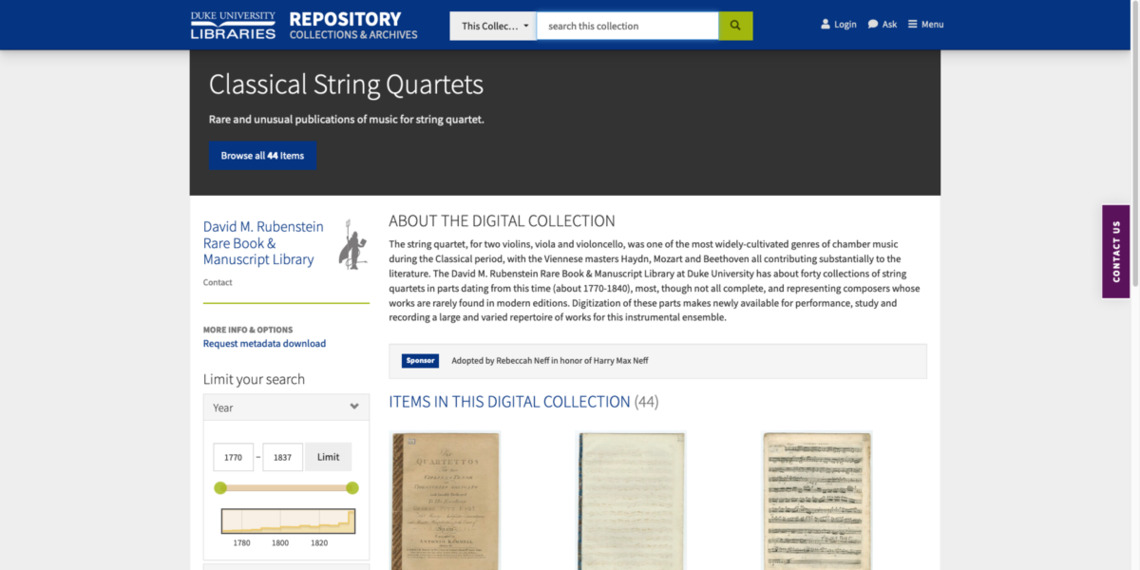 DUKE UNIVERSITY
LIBRARIES
REPOSITORY
COLLECTIONS & ARCHIVES
This Collec...
search this collection
Login
Ask
Menu
Classical String Quartets
Rare and unusual publications of music for string quartet.
Browse all 44 Items
David M. Rubenstein
Rare Book &
Manuscript Library
Contact
MORE INFO & OPTIONS
Request metadata download
Limit your search
Year
1770 – 1837 Limit
1780 1800 1820
ABOUT THE DIGITAL COLLECTION
The string quartet, for two violins, viola and violoncello, was one of the most widely-cultivated genres of chamber music
during the Classical period, with the Viennese masters Haydn, Mozart and Beethoven all contributing substantially to the
literature. The David M. Rubenstein Rare Book & Manuscript Library at Duke University has about forty collections of string
quartets in parts dating from this time (about 1770-1840), most, though not all complete, and representing composers whose
works are rarely found in modern editions. Digitization of these parts makes newly available for performance, study and
recording a large and varied repertoire of works for this instrumental ensemble.
Sponsor Adopted by Rebeccah Neff in honor of Harry Max Neff
ITEMS IN THIS DIGITAL COLLECTION (44)
QUARTETTOS
CONTACT US